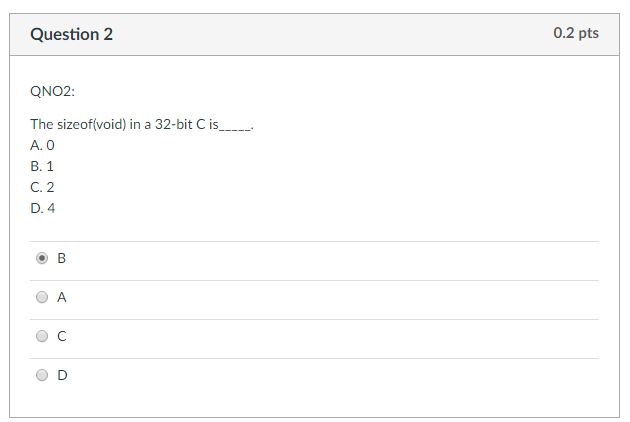 Question 2
0.2 pts
QNO2:
The sizeof(void) in a 32-bit C is_____.
A. 0
B. 1
C. 2
D. 4
B
A
C
D